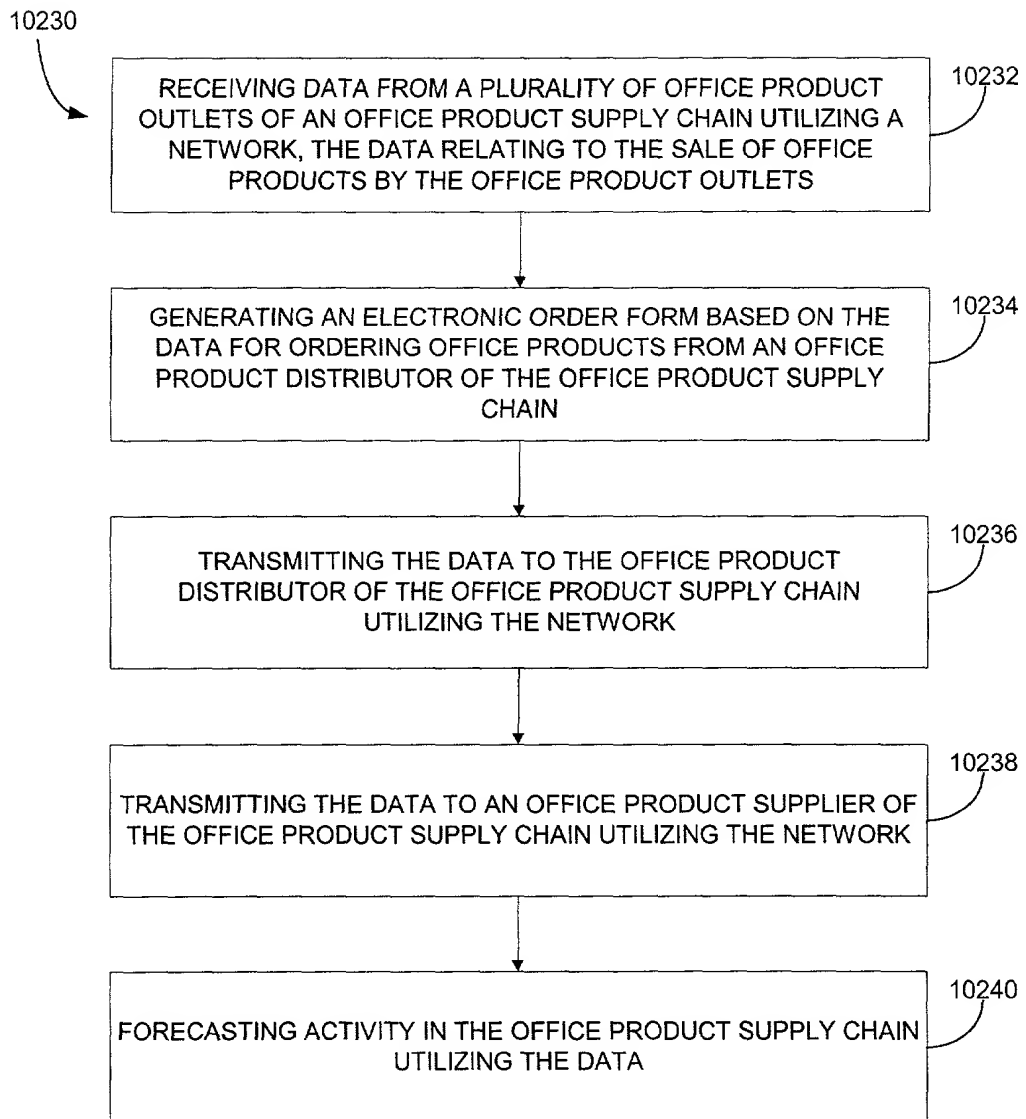 10230
RECEIVING DATA FROM A PLURALITY OF OFFICE PRODUCT
OUTLETS OF AN OFFICE PRODUCT SUPPLY CHAIN UTILIZING A
NETWORK, THE DATA RELATING TO THE SALE OF OFFICE
PRODUCTS BY THE OFFICE PRODUCT OUTLETS
10232
GENERATING AN ELECTRONIC ORDER FORM BASED ON THE
DATA FOR ORDERING OFFICE PRODUCTS FROM AN OFFICE
PRODUCT DISTRIBUTOR OF THE OFFICE PRODUCT SUPPLY
CHAIN
10234
TRANSMITTING THE DATA TO THE OFFICE PRODUCT
DISTRIBUTOR OF THE OFFICE PRODUCT SUPPLY CHAIN
UTILIZING THE NETWORK
10236
TRANSMITTING THE DATA TO AN OFFICE PRODUCT SUPPLIER OF
THE OFFICE PRODUCT SUPPLY CHAIN UTILIZING THE NETWORK
10238
FORECASTING ACTIVITY IN THE OFFICE PRODUCT SUPPLY CHAIN
UTILIZING THE DATA
10240